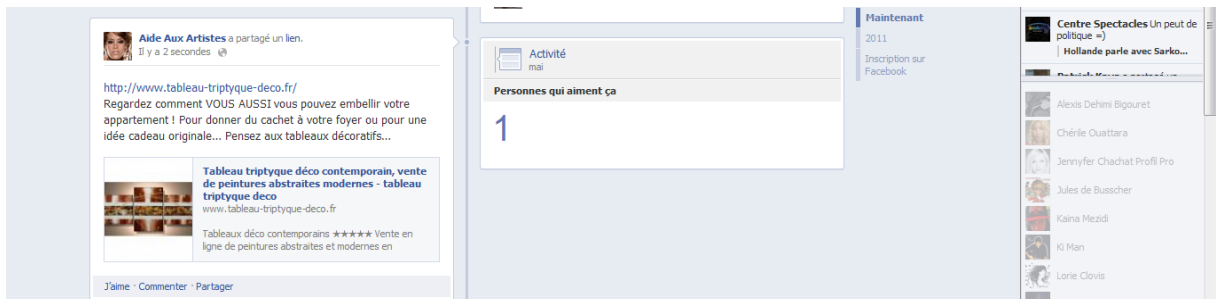 Aide Aux Artistes a partagé un lien.
Il y a 2 secondes
http://www.tableau-triptyque-deco.fr/
Regardez comment VOUS AUSSI vous pouvez embellir votre
appartement ! Pour donner du cachet à votre foyer ou pour une
idée cadeau originale... Pensez aux tableaux décoratifs...
Tableau triptyque déco contemporain, vente
de peintures abstraites modernes - tableau
triptyque deco
www.tableau-triptyque-deco.fr
Tableaux déco contemporains ★★★★★ Vente en
ligne de peintures abstraites et modernes en
J'aime · Commenter · Partager
Activité
mai
Personnes qui aiment ça
1
Maintenant
2011
Inscription sur
Facebook
Centre Spectacles Un peut de
politique =)
Hollande parle avec Sarko...
Alexis Dehimi Bigouret
Chérile Ouattara
Jennyfer Chachat Profil Pro
Jules de Busscher
Kaina Mezidi
Ki Man
Lorie Clovis